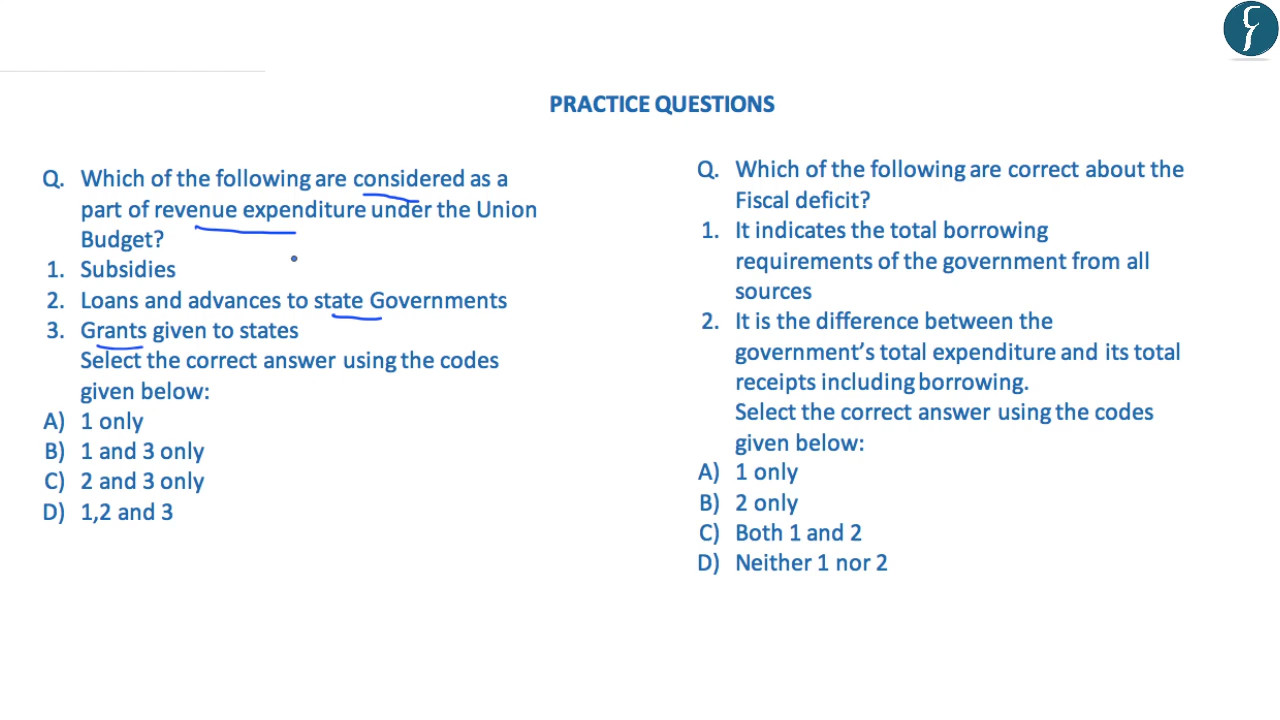 PRACTICE QUESTIONS
Q. Which of the following are considered as a
part of revenue expenditure under the Union
Budget?
1. Subsidies
2. Loans and advances to state Governments
3. Grants given to states
Select the correct answer using the codes
given below:
A) 1 only
B) 1 and 3 only
C) 2 and 3 only
D) 1,2 and 3
Q. Which of the following are correct about the
Fiscal deficit?
1. It indicates the total borrowing
requirements of the government from all
sources
2. It is the difference between the
government’s total expenditure and its total
receipts including borrowing.
Select the correct answer using the codes
given below:
A) 1 only
B) 2 only
C) Both 1 and 2
D) Neither 1 nor 2